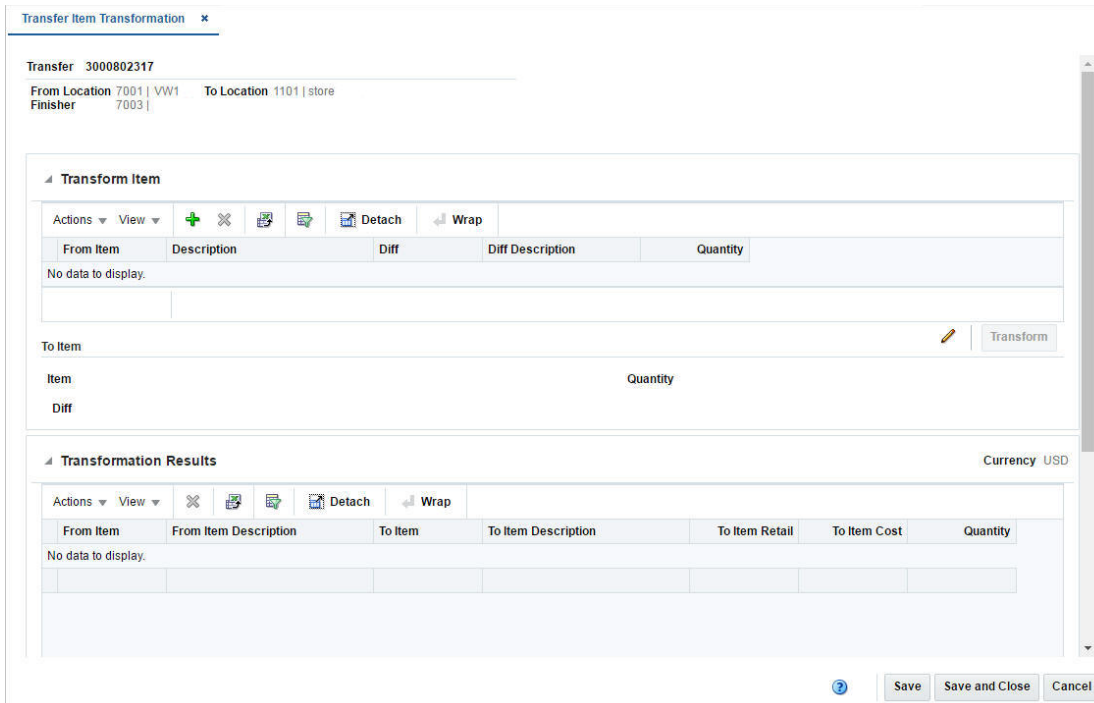 Transfer Item Transformation ×
Transfer 3000802317
From Location 7001 | VW1 To Location 1101 | store
Finisher 7003 |
Transform Item
Actions View Detach Wrap
From Item Description Diff Diff Description Quantity
No data to display.
To Item Transform
Item Quantity
Diff
Transformation Results Currency USD
Actions View Detach Wrap
From Item From Item Description To Item To Item Description To Item Retail To Item Cost Quantity
No data to display.
? Save Save and Close Cancel